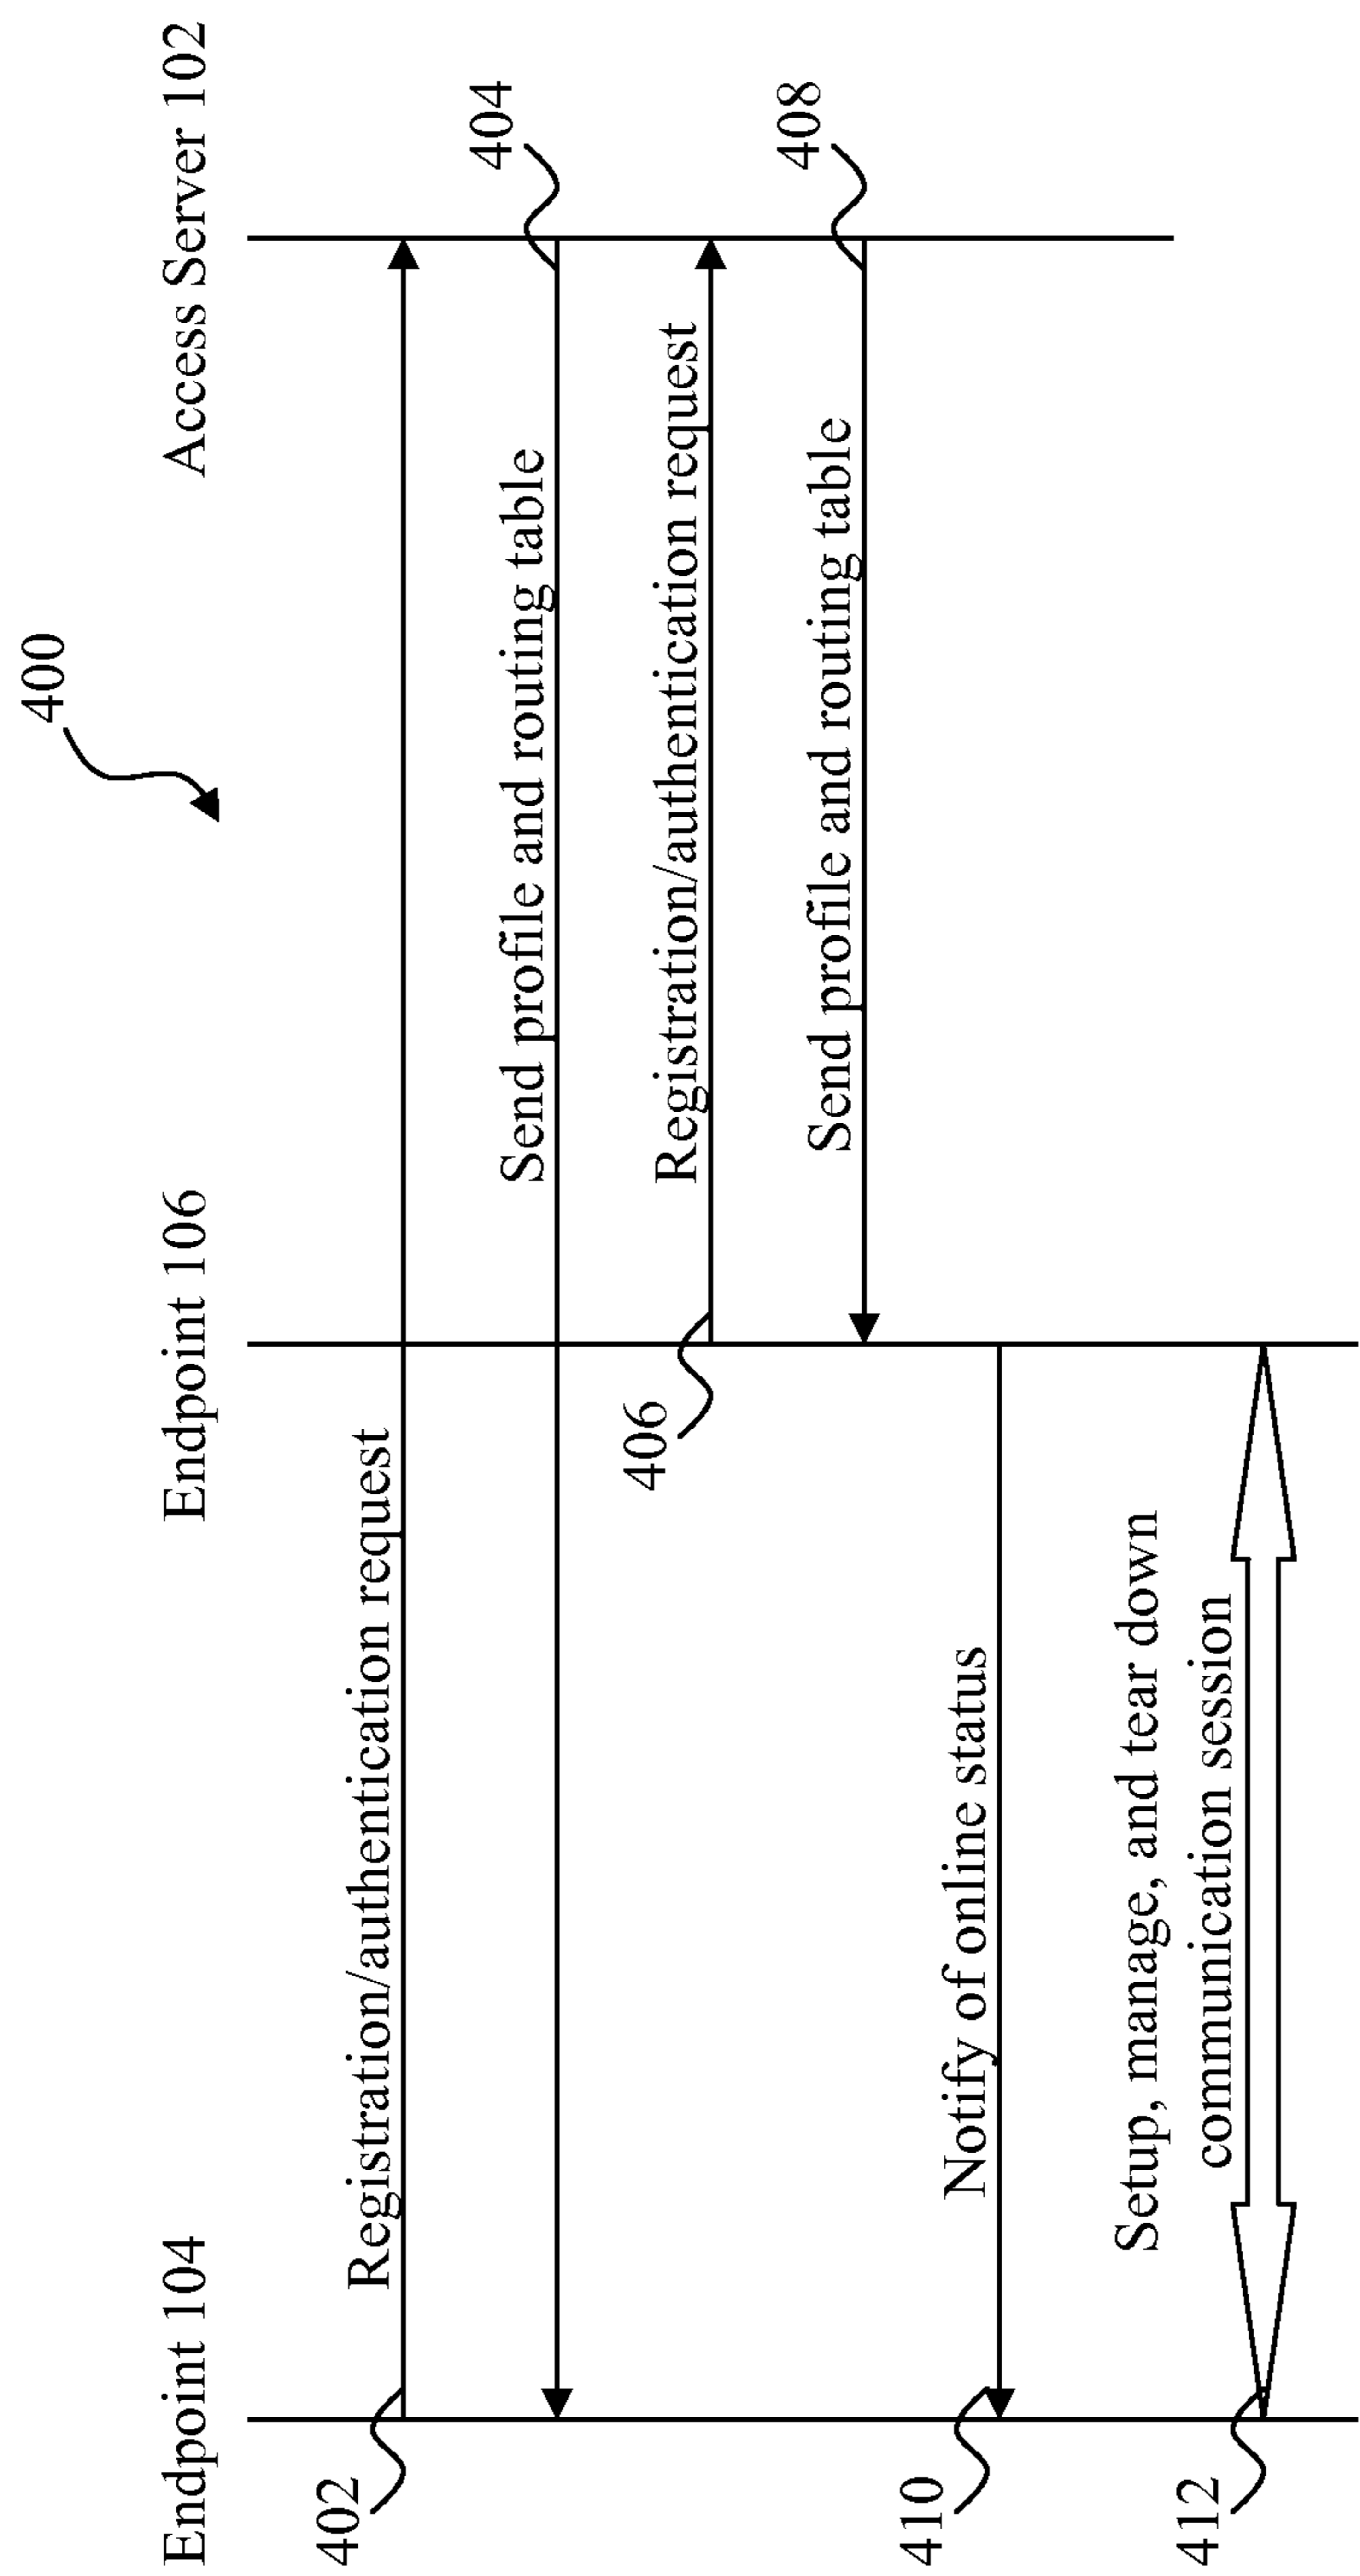 400
Endpoint 104
Endpoint 106
Access Server 102
402
Registration/authentication request
404
Send profile and routing table
406
Registration/authentication request
408
Send profile and routing table
410
Notify of online status
412
Setup, manage, and tear down
communication session